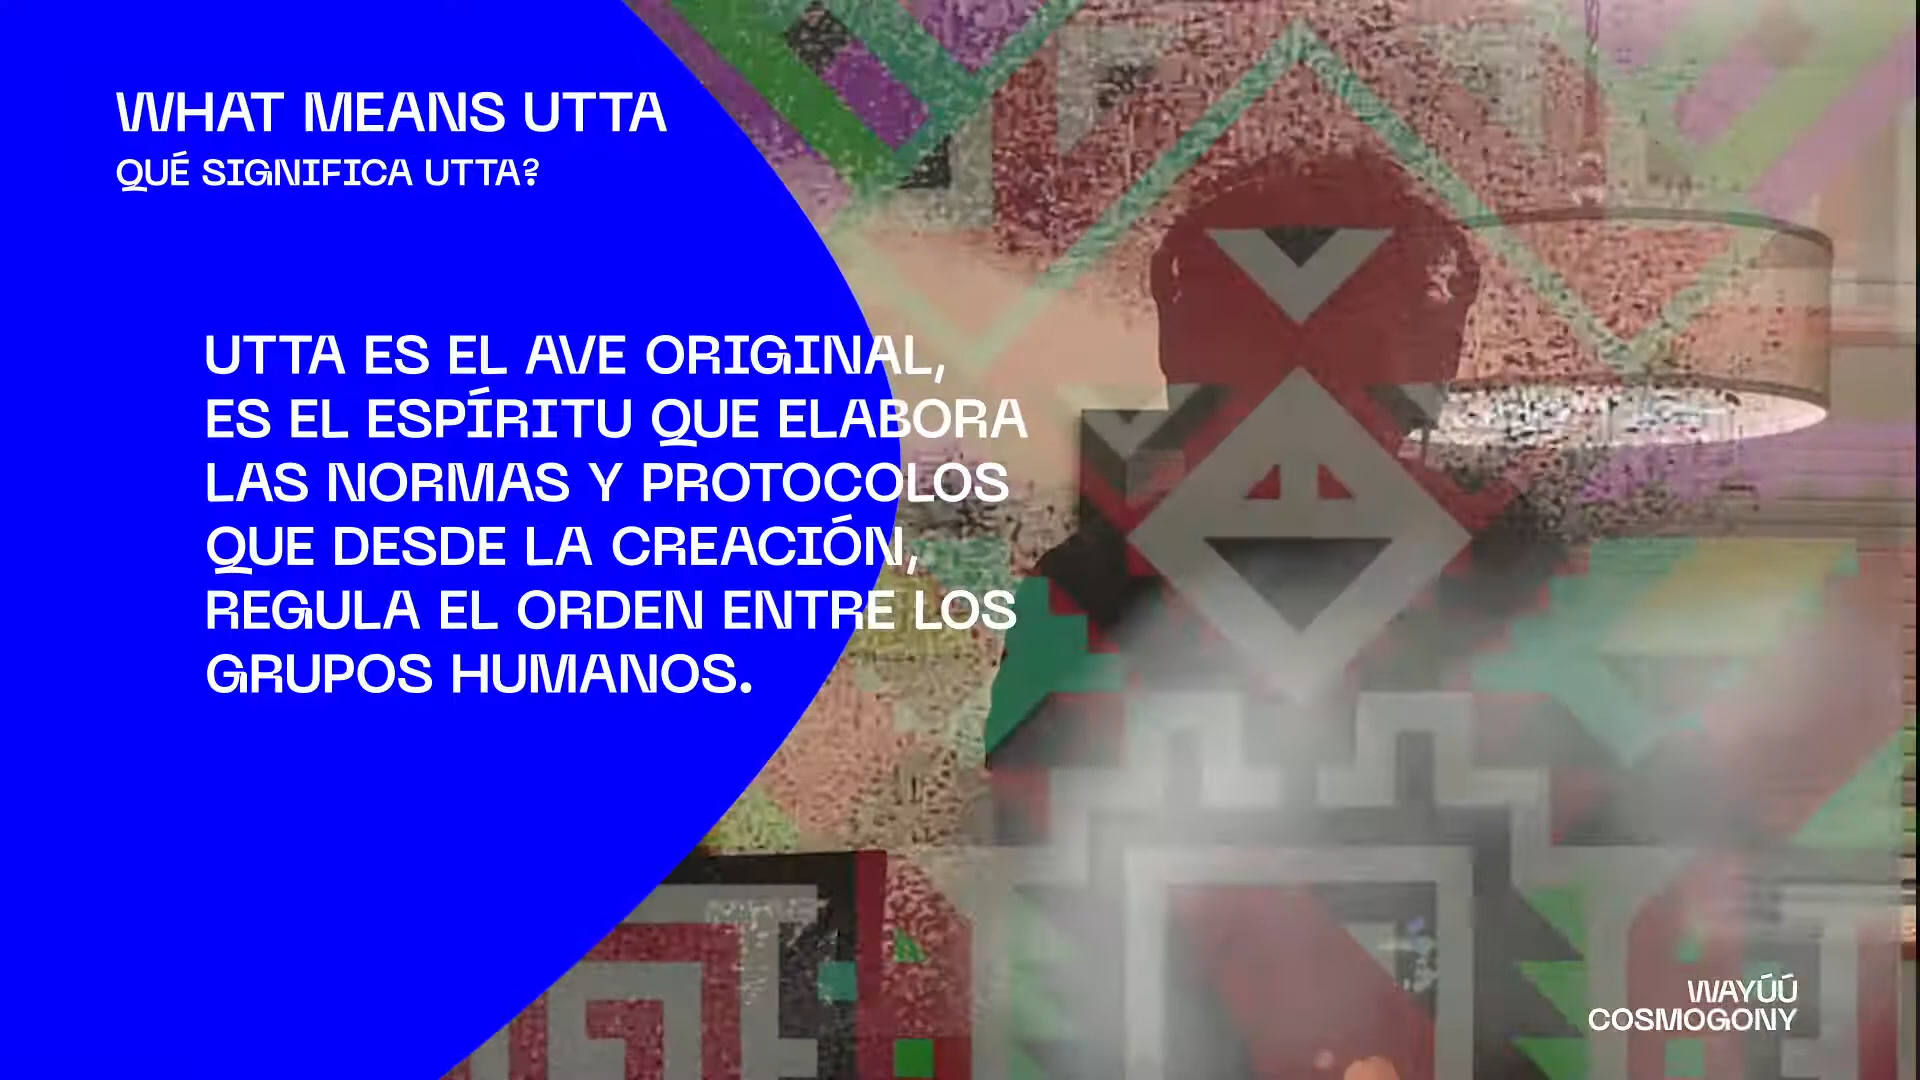 WHAT MEANS UTTA
QUÉ SIGNIFICA UTTA?
UTTA ES EL AVE ORIGINAL,
ES EL ESPÍRITU QUE ELABORA
LAS NORMAS Y PROTOCOLOS
QUE DESDE LA CREACIÓN,
REGULA EL ORDEN ENTRE LOS
GRUPOS HUMANOS.
WAYÚÚ
COSMOGONY